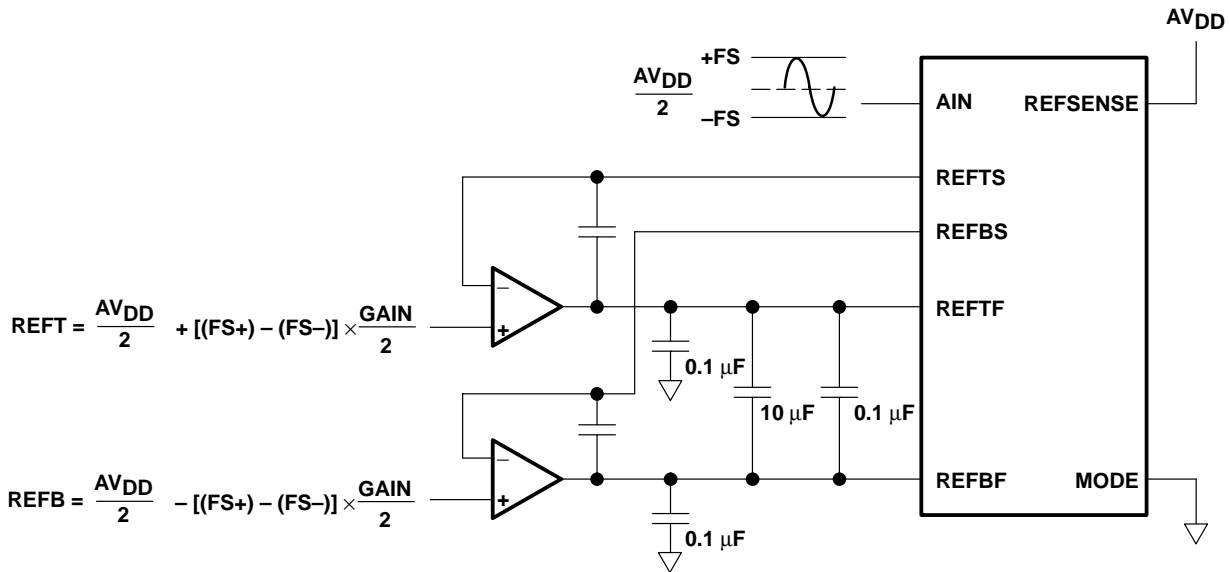 AVDD
+FS
AVDD
2
–FS
AIN
REFSENSE
REFTS
REFBS
–
+
REFT = AVDD/2 + [(FS+) – (FS–)] × GAIN/2
REFTF
0.1 µF
10 µF
0.1 µF
–
+
REFB = AVDD/2 – [(FS+) – (FS–)] × GAIN/2
REFBF
MODE
0.1 µF